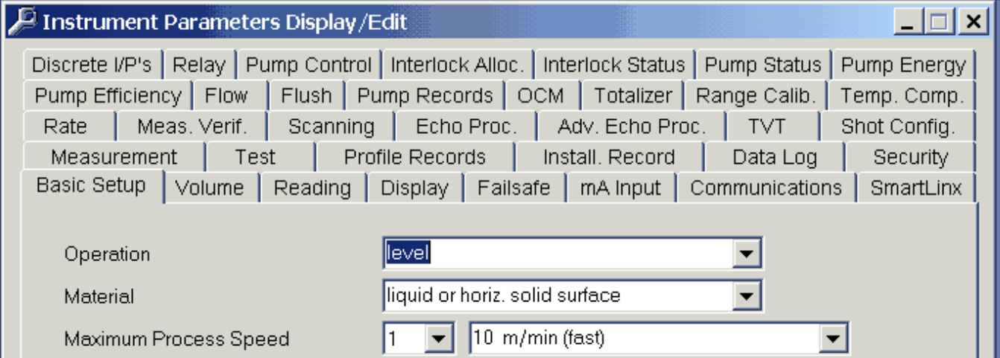 Instrument Parameters Display/Edit
Discrete I/P's Relay Pump Control Interlock Alloc. Interlock Status Pump Status Pump Energy
Pump Efficiency Flow Flush Pump Records OCM Totalizer Range Calib. Temp. Comp.
Rate Meas. Verif. Scanning Echo Proc. Adv. Echo Proc. TVT Shot Config.
Measurement Test Profile Records Install. Record Data Log Security
Basic Setup Volume Reading Display Failsafe mA Input Communications SmartLinx
Operation level
Material liquid or horiz. solid surface
Maximum Process Speed 1 10 m/min (fast)